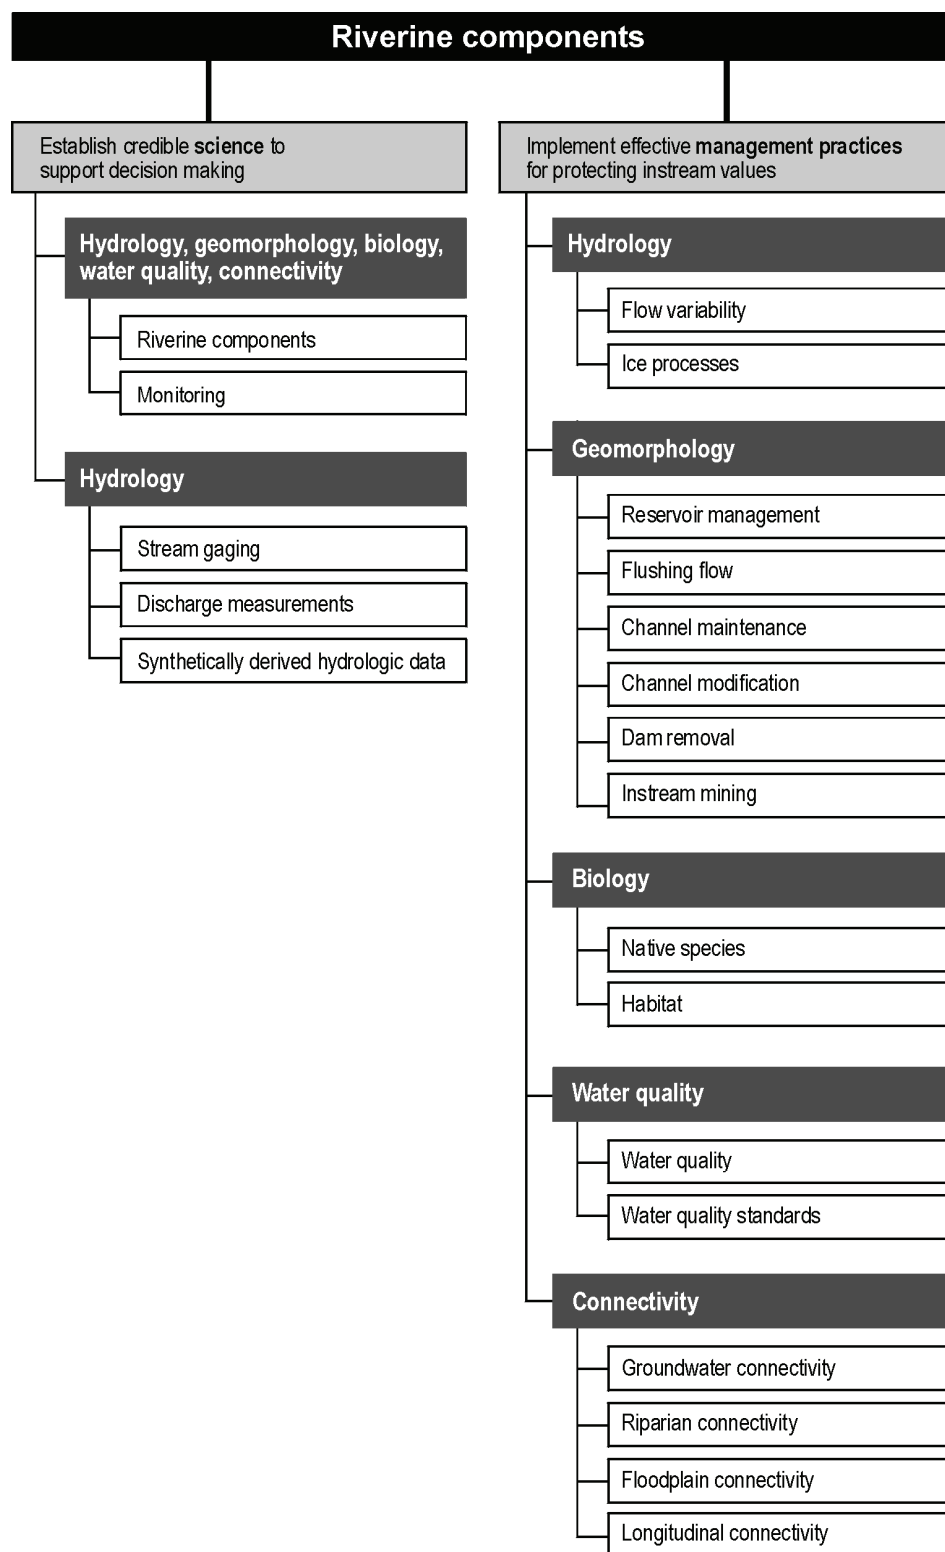 Riverine components
Establish credible science to
support decision making
Hydrology, geomorphology, biology,
water quality, connectivity
Riverine components
Monitoring
Hydrology
Stream gaging
Discharge measurements
Synthetically derived hydrologic data
Implement effective management practices
for protecting instream values
Hydrology
Flow variability
Ice processes
Geomorphology
Reservoir management
Flushing flow
Channel maintenance
Channel modification
Dam removal
Instream mining
Biology
Native species
Habitat
Water quality
Water quality
Water quality standards
Connectivity
Groundwater connectivity
Riparian connectivity
Floodplain connectivity
Longitudinal connectivity